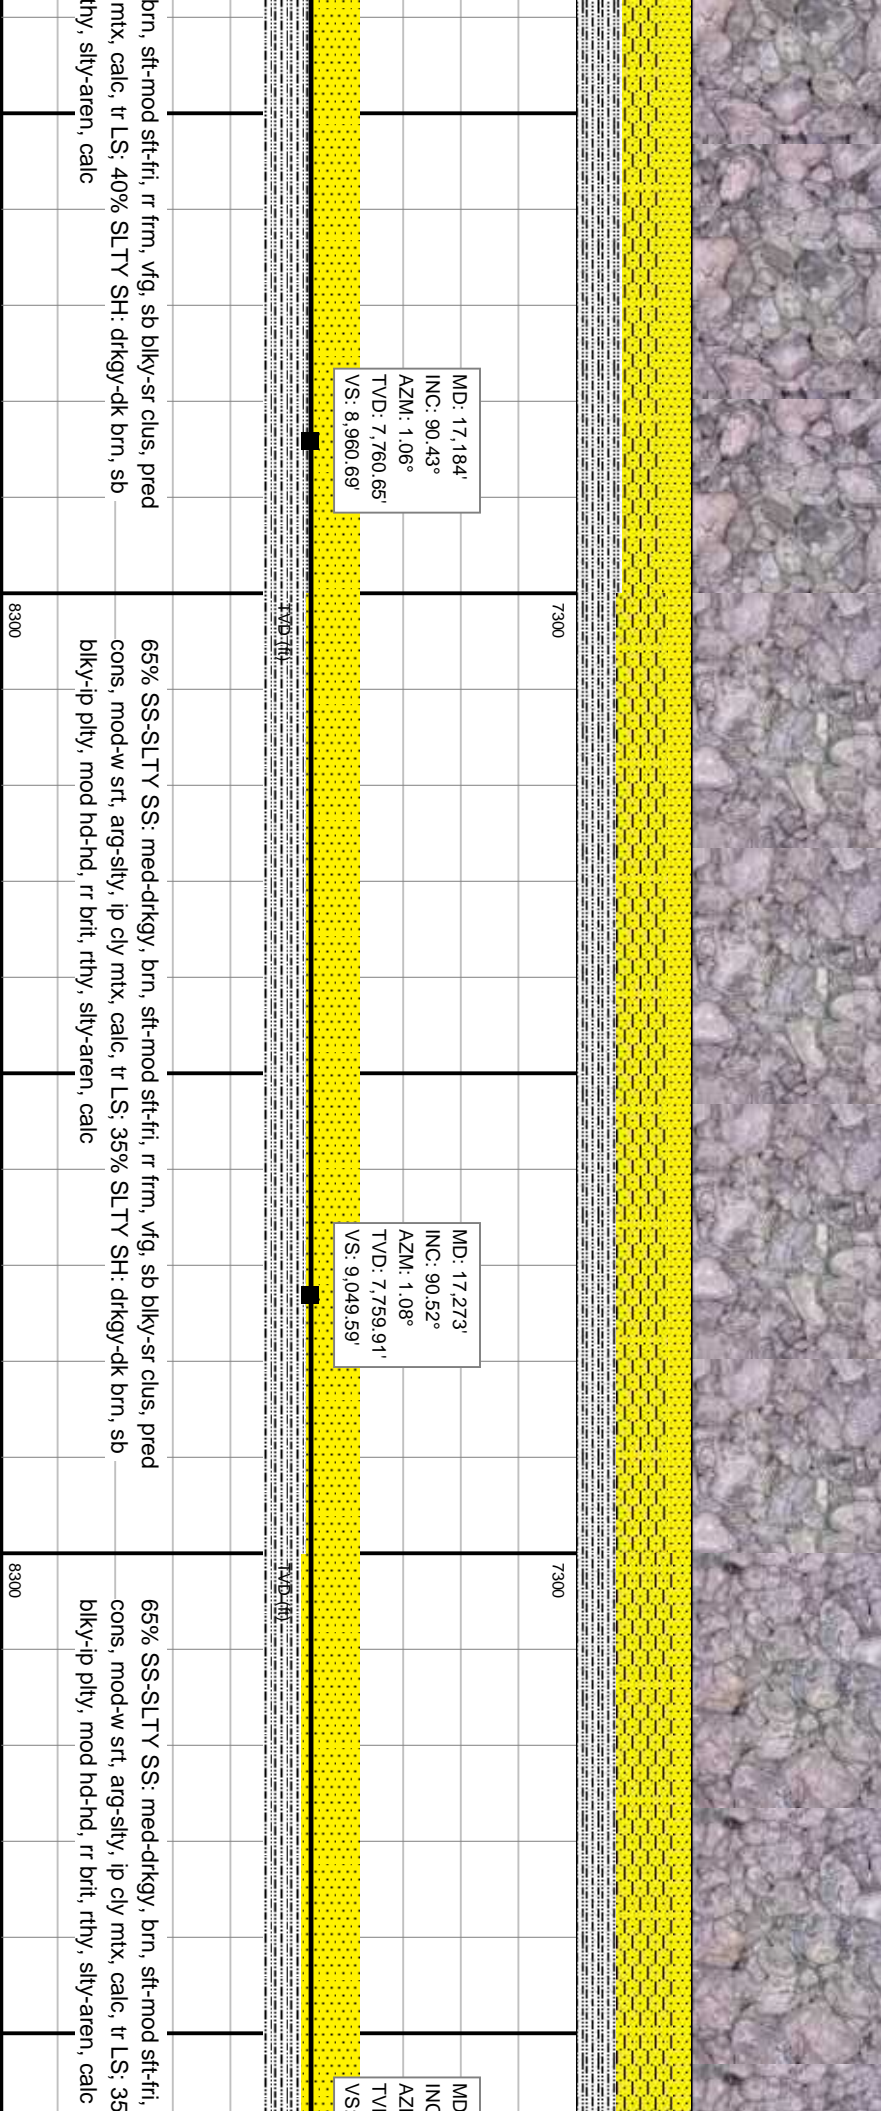 brn, sft-mod sft-fri, rr frm, vfg, sb blky-sr clus, pred
mtx, calc, tr LS; 40% SLTY SH: drkgy-dk brn, sb
thy, slty-aren, calc
MD: 17,184'
INC: 90.43°
AZM: 1.06°
TVD: 7,760.65'
VS: 8,960.69'
7300
TVD (ft)
8300
65% SS-SLTY SS: med-drkgy, brn, sft-mod sft-fri, rr frm, vfg, sb blky-sr clus, pred
cons, mod-w srt, arg-slty, ip cly mtx, calc, tr LS; 35% SLTY SH: drkgy-dk brn, sb
blky-ip plty, mod hd-hd, rr brit, rthy, slty-aren, calc
MD: 17,273'
INC: 90.52°
AZM: 1.08°
TVD: 7,759.91'
VS: 9,049.59'
7300
TVD (ft)
8300
65% SS-SLTY SS: med-drkgy, brn, sft-mod sft-fri,
cons, mod-w srt, arg-slty, ip cly mtx, calc, tr LS; 35
blky-ip plty, mod hd-hd, rr brit, rthy, slty-aren, calc
MD
INC
AZ
TV
VS: